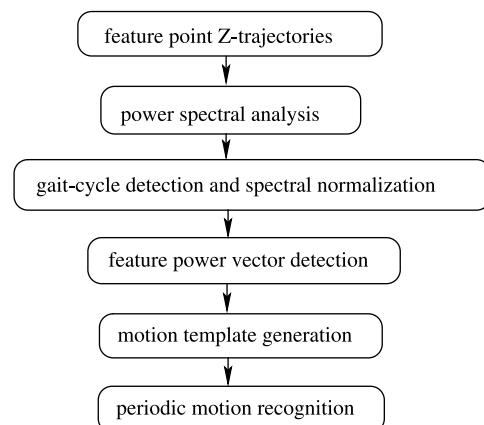 feature point Z-trajectories
power spectral analysis
gait-cycle detection and spectral normalization
feature power vector detection
motion template generation
periodic motion recognition